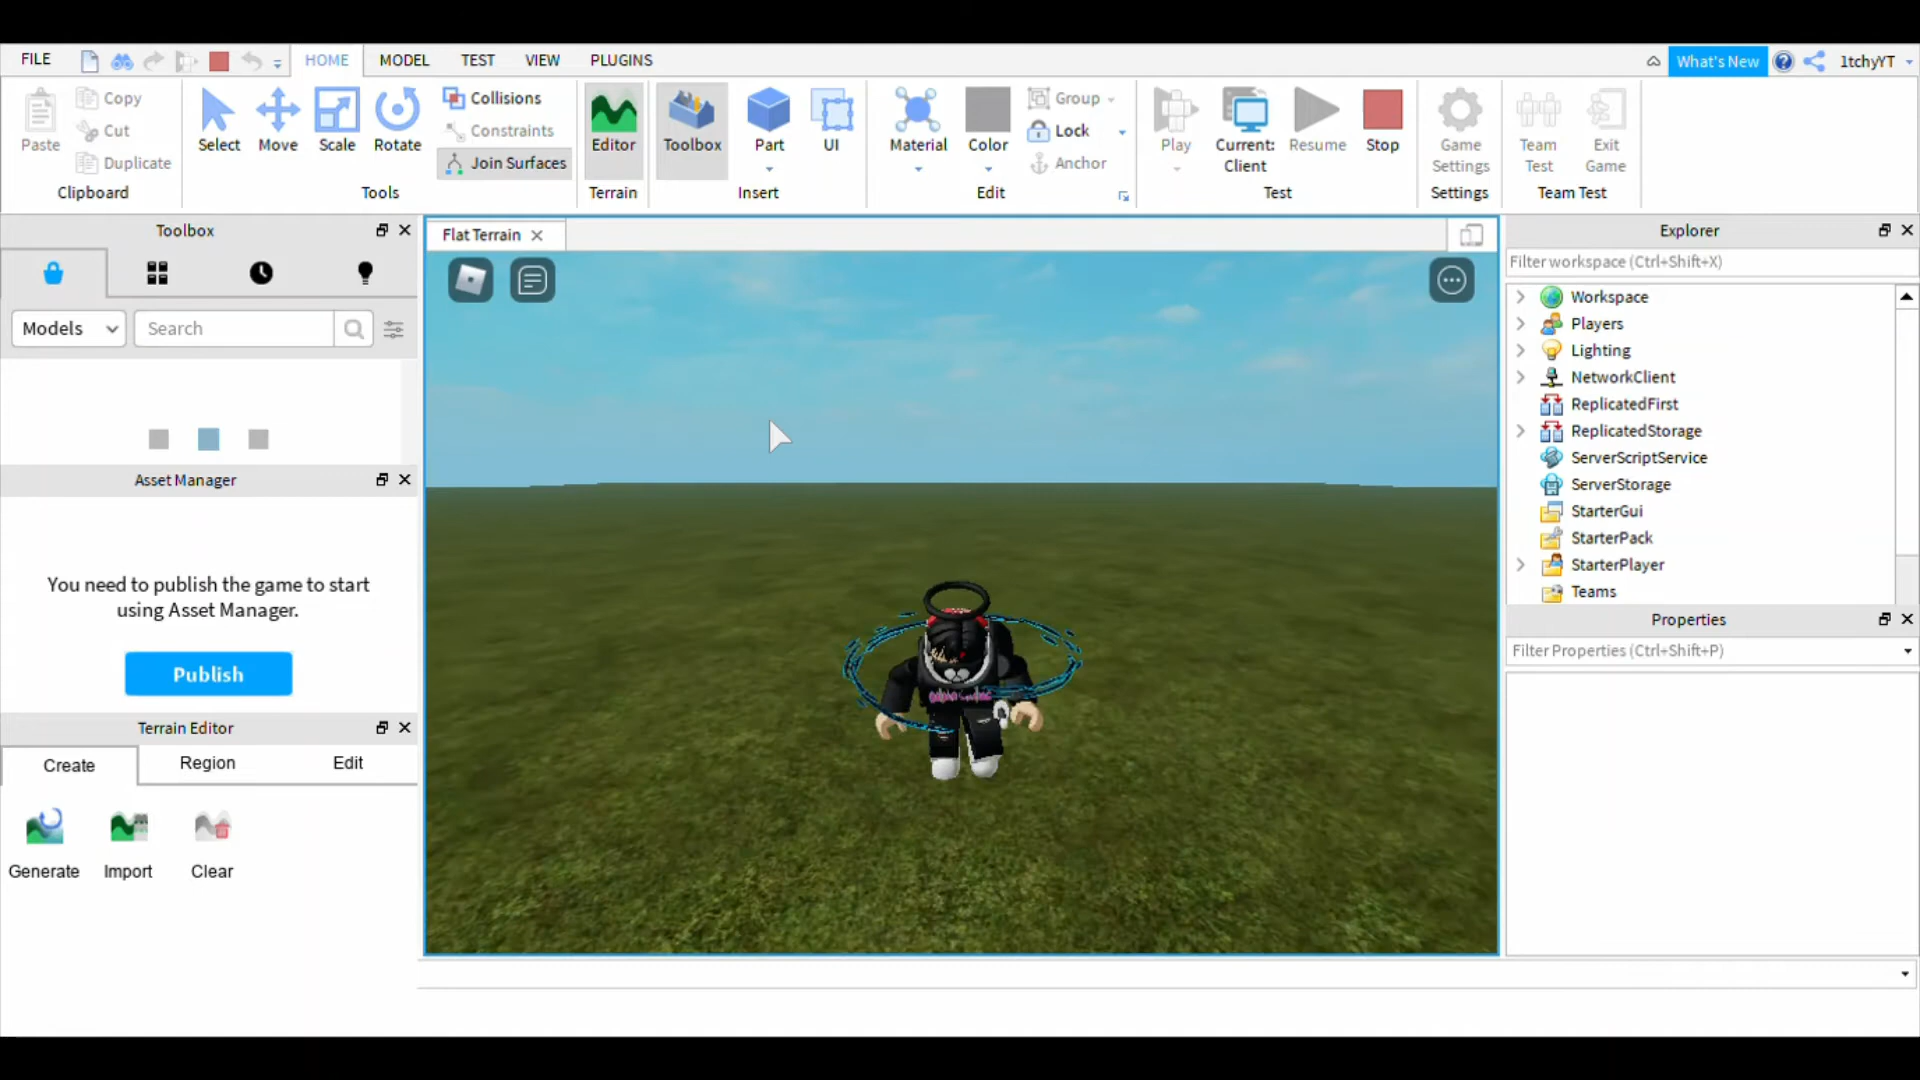 FILE
HOME
MODEL
TEST
VIEW
PLUGINS
What's New
1tchyYT
Paste
Copy
Cut
Duplicate
Clipboard
Select
Move
Scale
Rotate
Collisions
Constraints
Join Surfaces
Tools
Editor
Terrain
Toolbox
Part
UI
Insert
Material
Color
Group
Lock
Anchor
Edit
Play
Current:
Client
Resume
Stop
Test
Game
Settings
Settings
Team
Test
Exit
Game
Team Test
Toolbox
Models
Search
Asset Manager
You need to publish the game to start
using Asset Manager.
Publish
Terrain Editor
Create
Region
Edit
Generate
Import
Clear
Flat Terrain
Explorer
Filter workspace (Ctrl+Shift+X)
Workspace
Players
Lighting
NetworkClient
ReplicatedFirst
ReplicatedStorage
ServerScriptService
ServerStorage
StarterGui
StarterPack
StarterPlayer
Teams
Properties
Filter Properties (Ctrl+Shift+P)